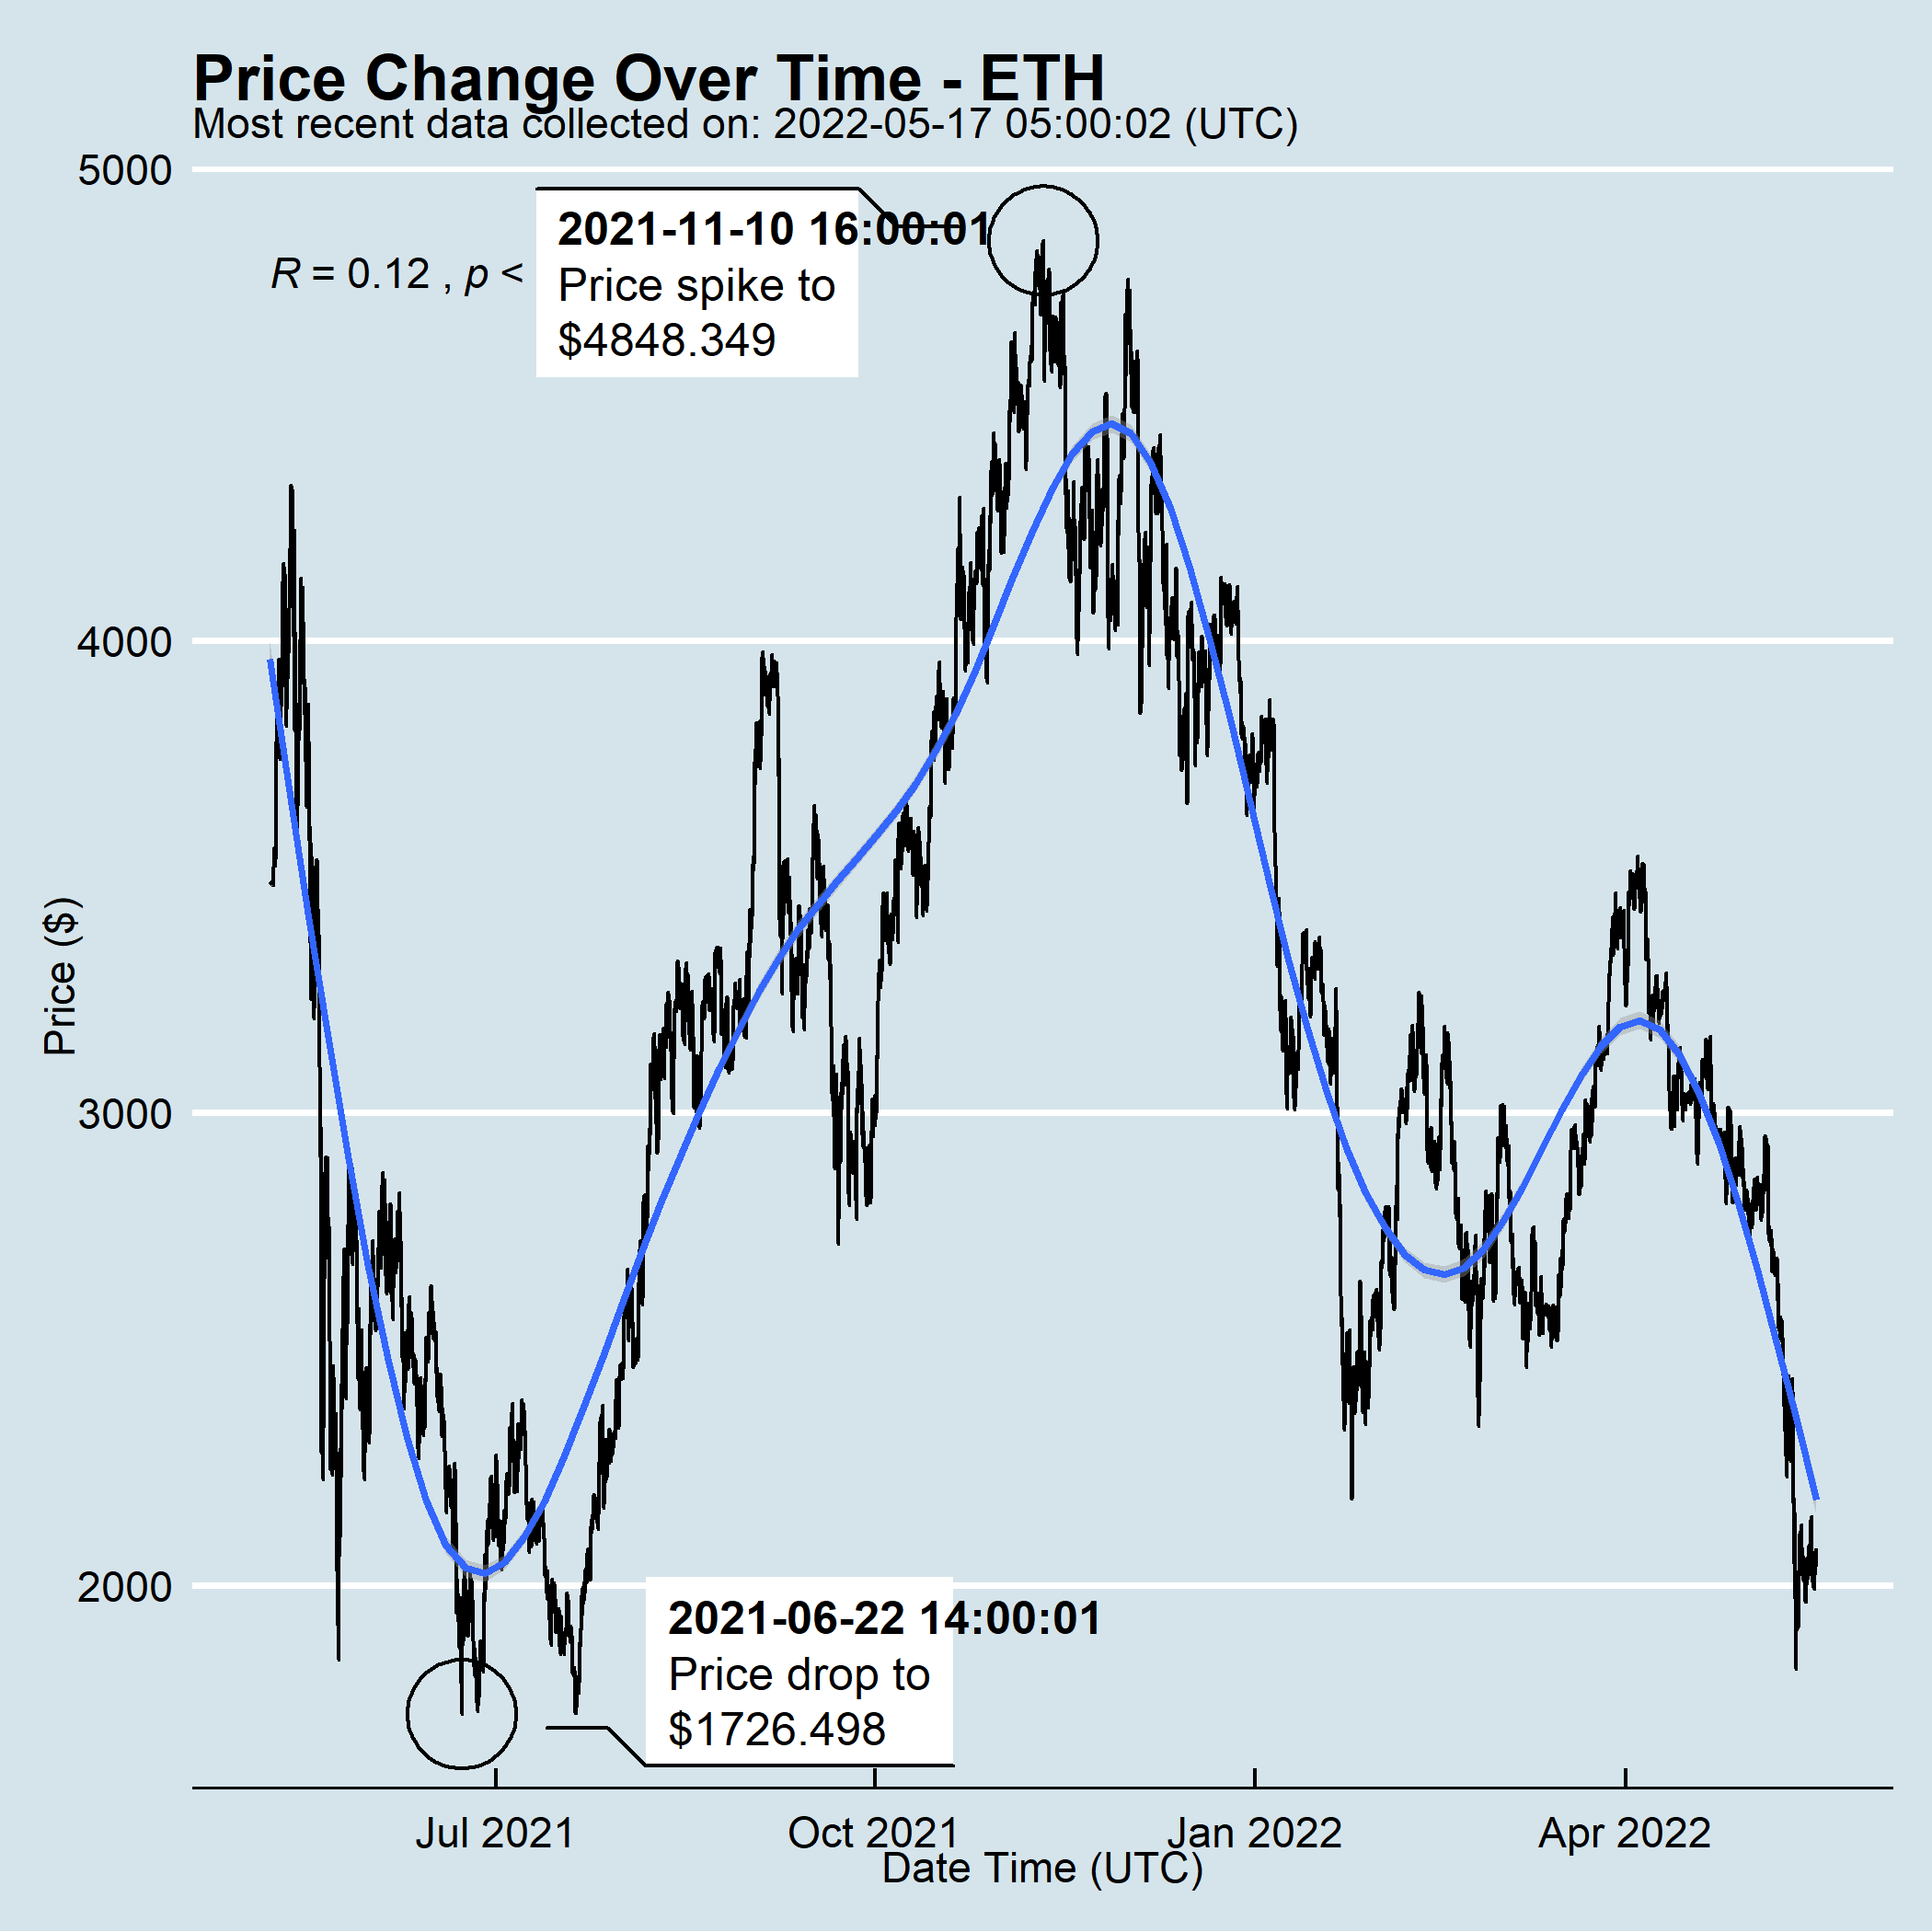 Price Change Over Time - ETH
Most recent data collected on: 2022-05-17 05:00:02 (UTC)
5000
2021-11-10 16:00:01
R = 0.12 , p <
Price spike to
$4848.349
4000
Price ($)
3000
2000
2021-06-22 14:00:01
Price drop to
$1726.498
Jul 2021 Oct 2021 Jan 2022 Apr 2022
Date Time (UTC)